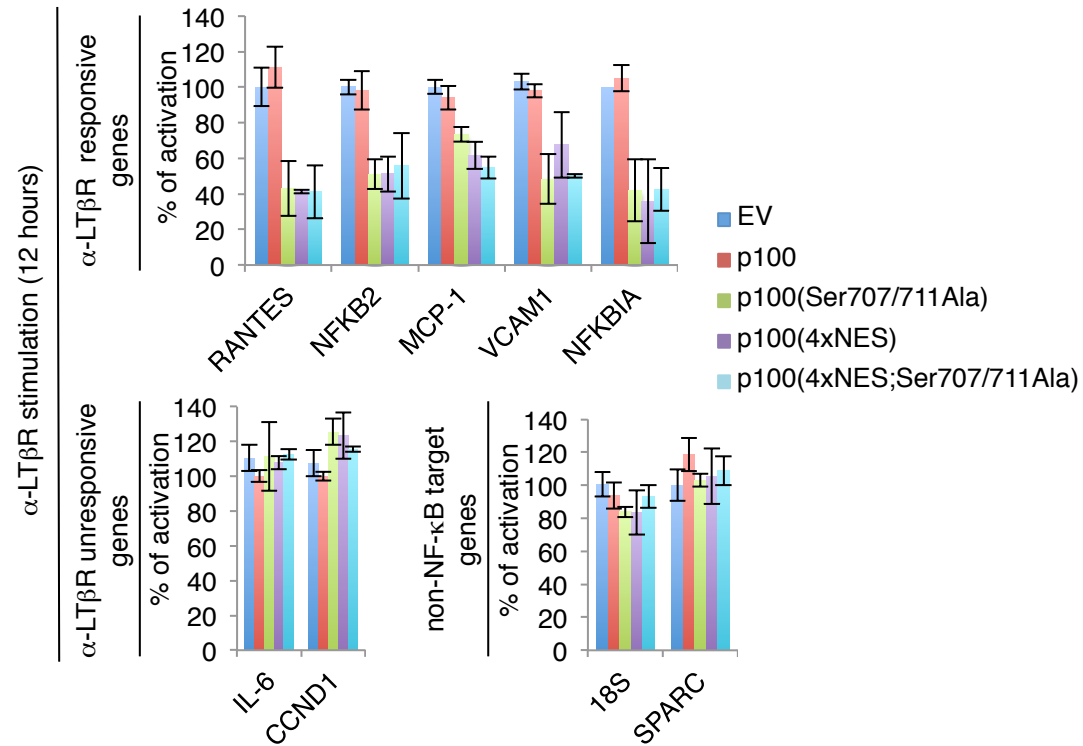 α-LTβR stimulation (12 hours)
α-LTβR responsive
genes
% of activation
140
120
100
80
60
40
20
0
RANTES
NFKB2
MCP-1
VCAM1
NFKBIA
EV
p100
p100(Ser707/711Ala)
p100(4xNES)
p100(4xNES;Ser707/711Ala)
α-LTβR unresponsive
genes
% of activation
140
120
100
80
60
40
20
0
IL-6
CCND1
non-NF-κB target
genes
% of activation
140
120
100
80
60
40
20
0
18S
SPARC